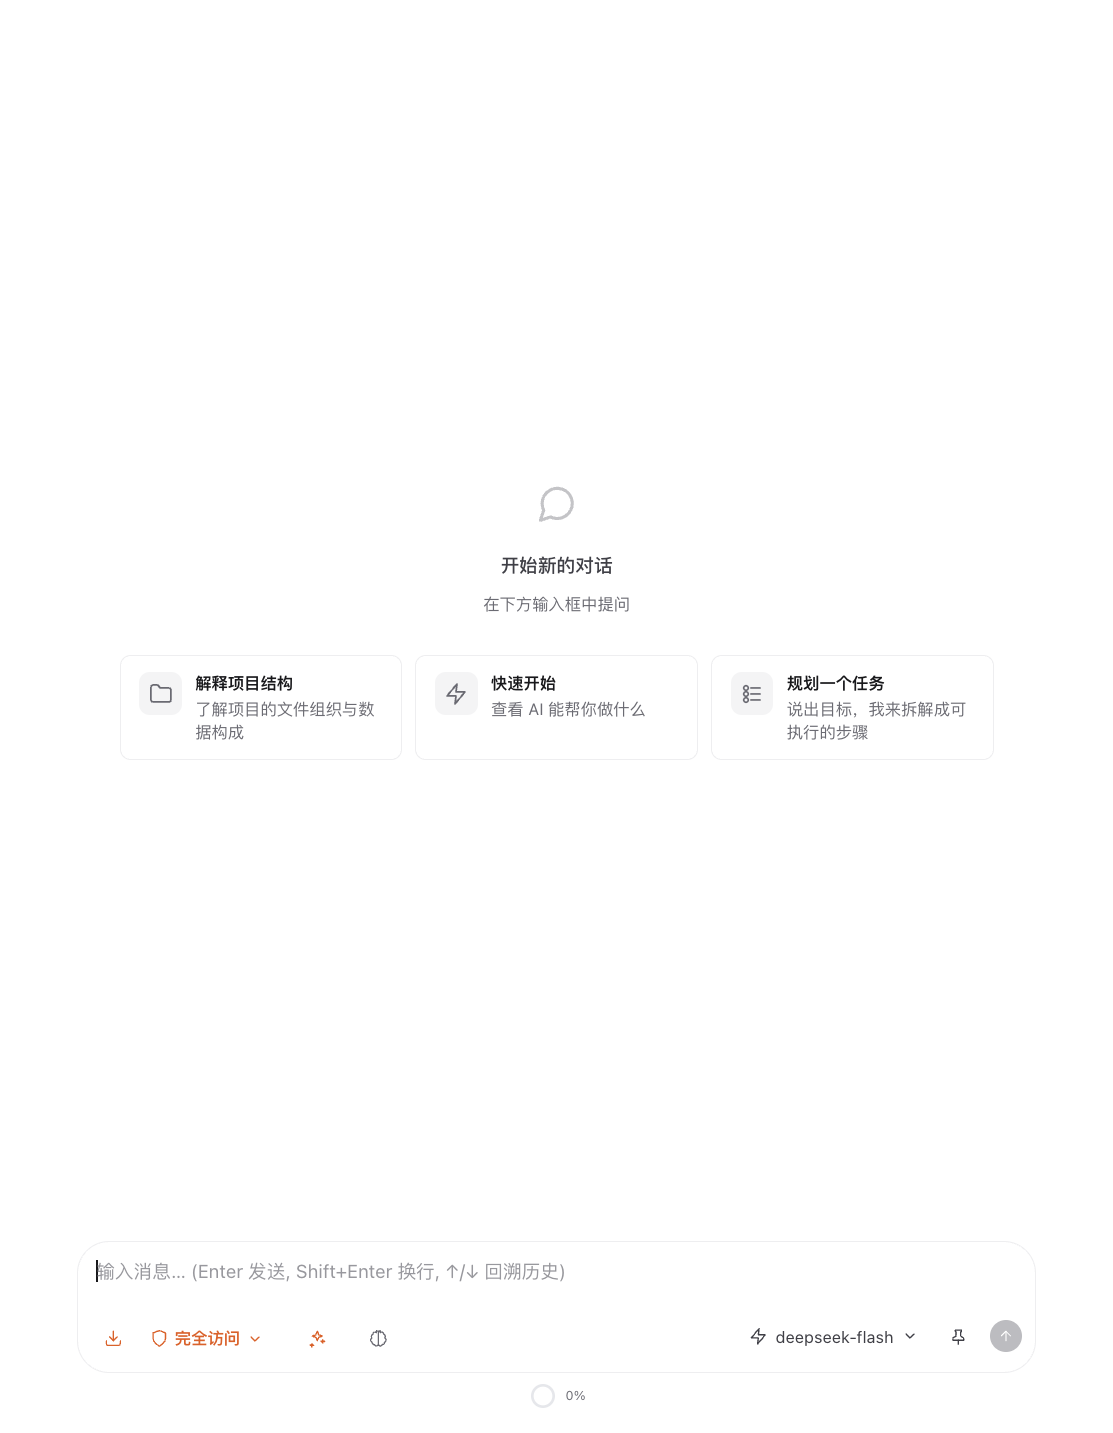 开始新的对话
在下方输入框中提问
解释项目结构
了解项目的文件组织与数
据构成
快速开始
查看 AI 能帮你做什么
规划一个任务
说出目标，我来拆解成可
执行的步骤
输入消息... (Enter 发送, Shift+Enter 换行, ↑/↓ 回溯历史)
完全访问
deepseek-flash
0%